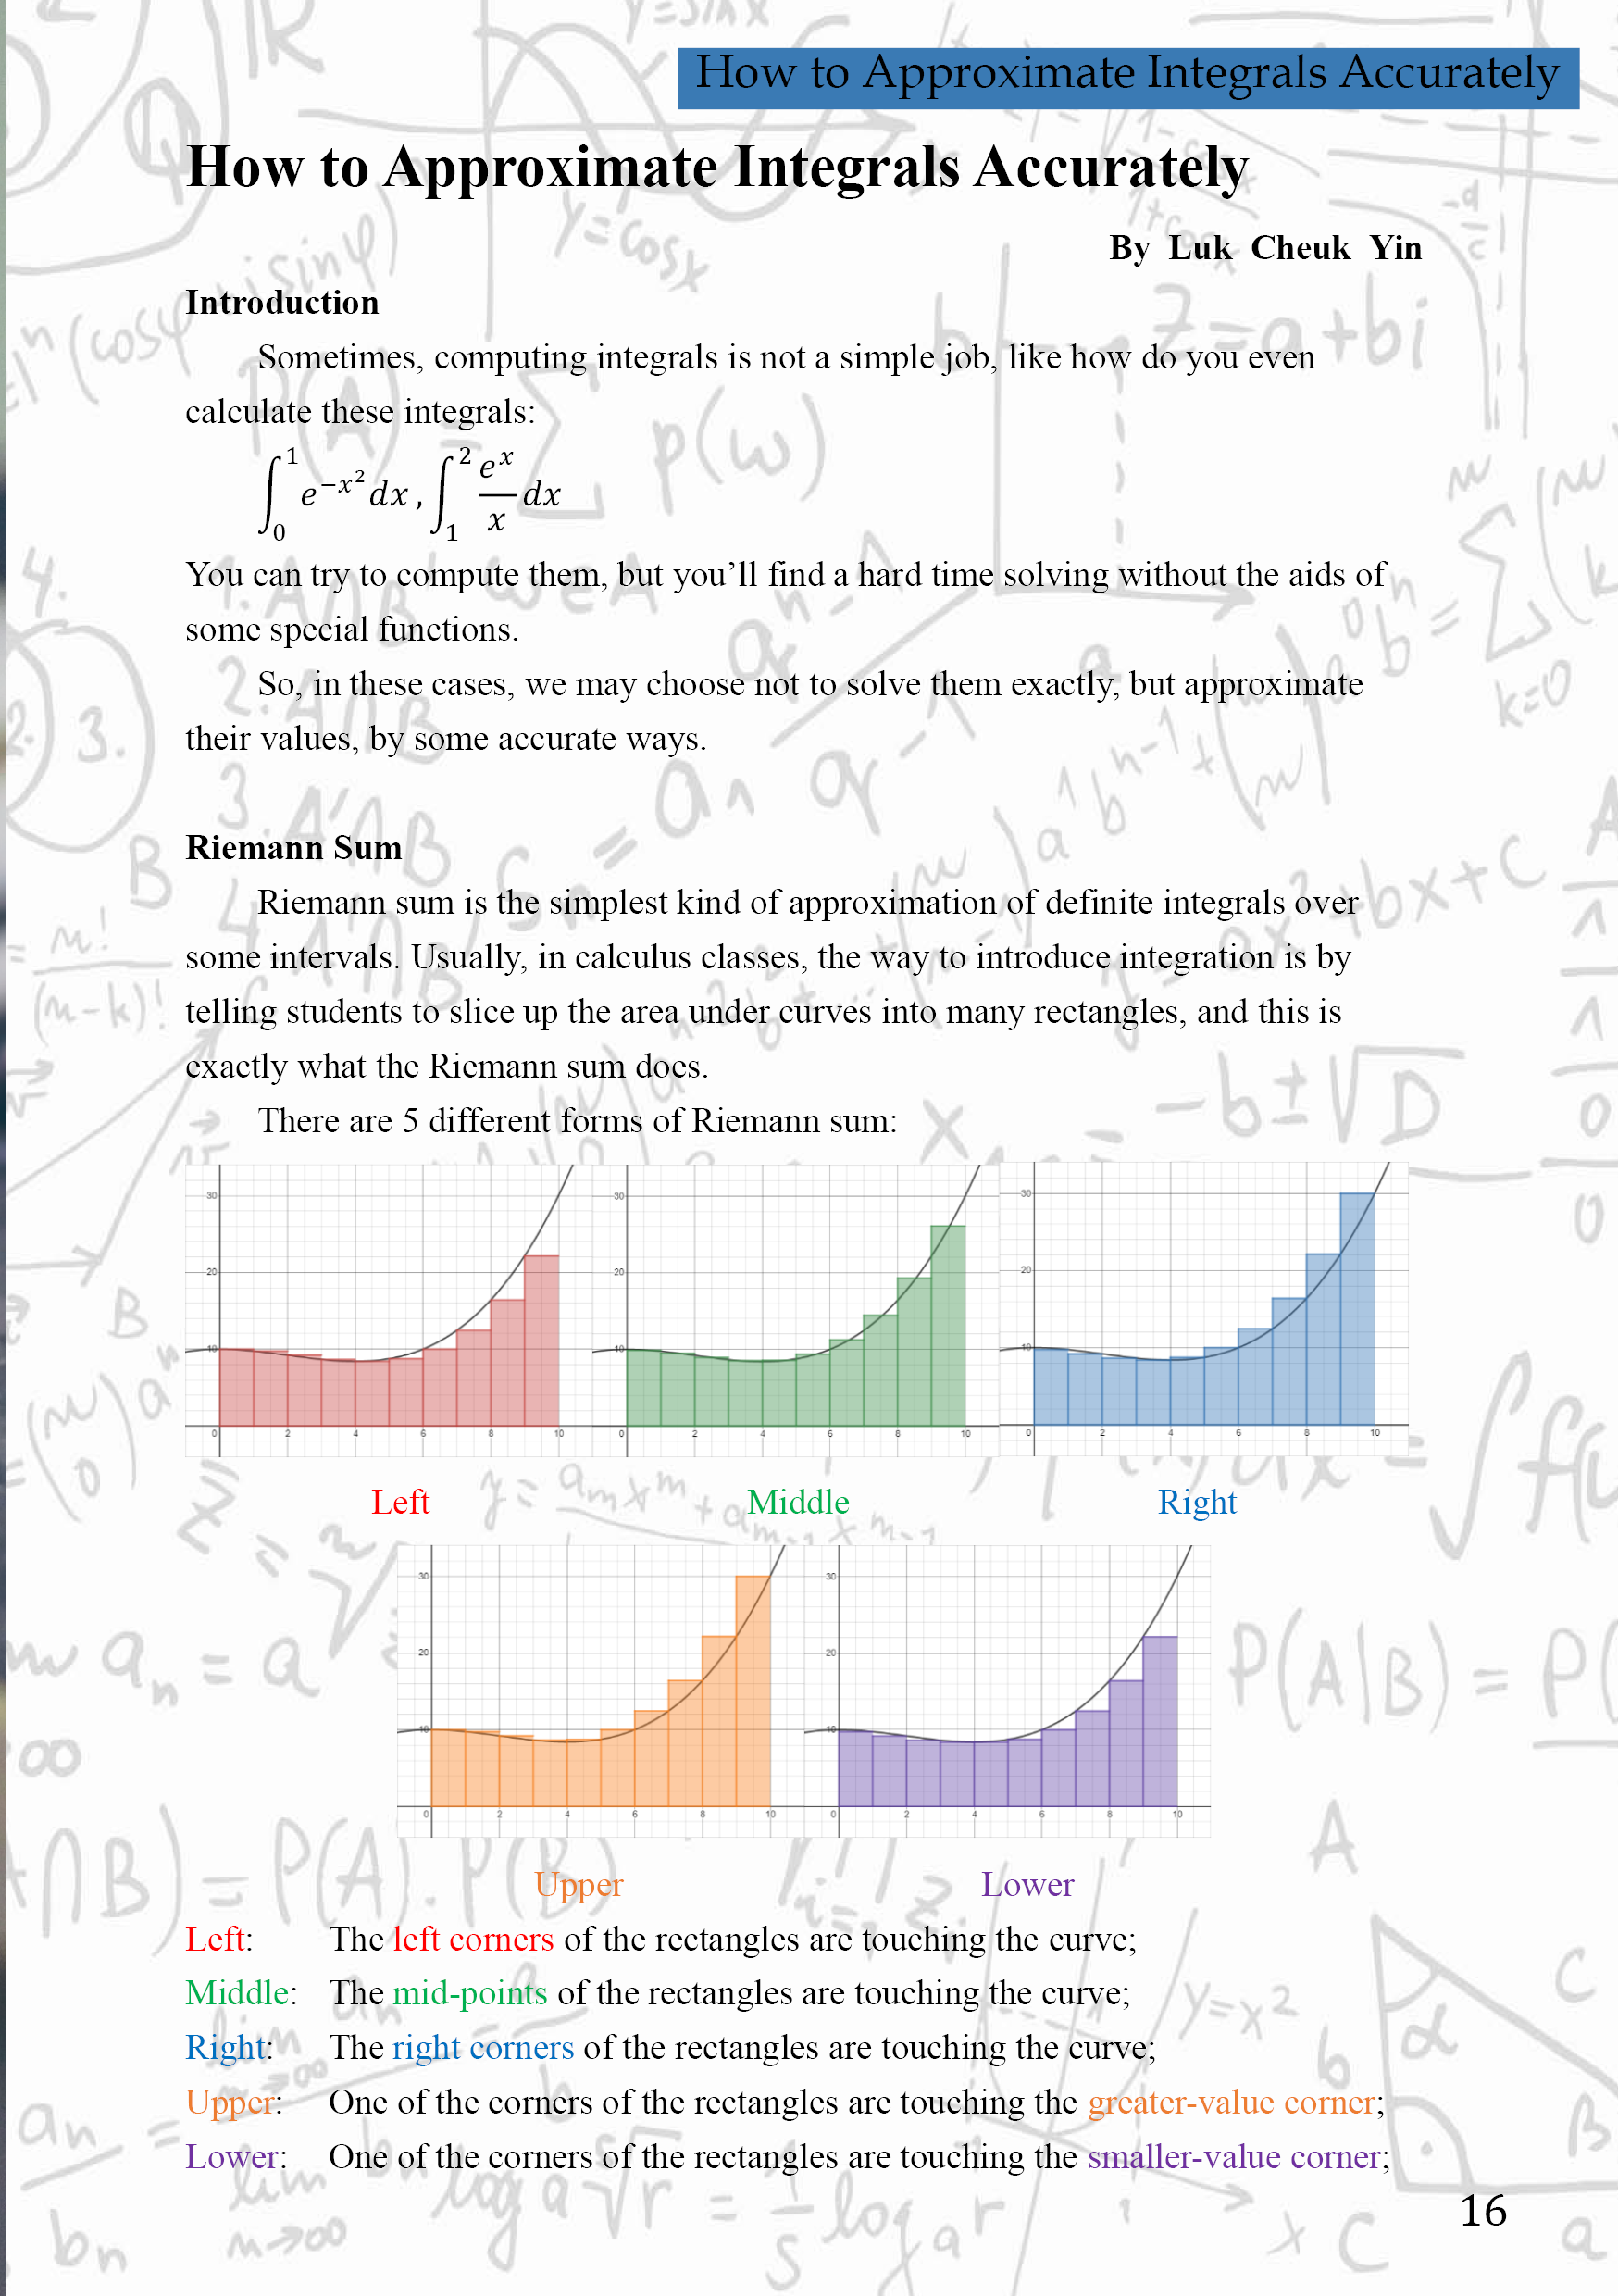 How to Approximate Integrals Accurately
How to Approximate Integrals Accurately
By Luk Cheuk Yin
Introduction
Sometimes, computing integrals is not a simple job, like how do you even
calculate these integrals:
∫₀¹ e^{-x²} dx , ∫₁² e^x/x dx
You can try to compute them, but you’ll find a hard time solving without the aids of
some special functions.
So, in these cases, we may choose not to solve them exactly, but approximate
their values, by some accurate ways.
Riemann Sum
Riemann sum is the simplest kind of approximation of definite integrals over
some intervals. Usually, in calculus classes, the way to introduce integration is by
telling students to slice up the area under curves into many rectangles, and this is
exactly what the Riemann sum does.
There are 5 different forms of Riemann sum:
30 20 10 0 2 4 6 8 10
30 20 10 0 2 4 6 8 10
30 20 10 0 2 4 6 8 10
Left Middle Right
30 20 10 0 2 4 6 8 10
30 20 10 0 2 4 6 8 10
Upper Lower
Left: The left corners of the rectangles are touching the curve;
Middle: The mid-points of the rectangles are touching the curve;
Right: The right corners of the rectangles are touching the curve;
Upper: One of the corners of the rectangles are touching the greater-value corner;
Lower: One of the corners of the rectangles are touching the smaller-value corner;
16